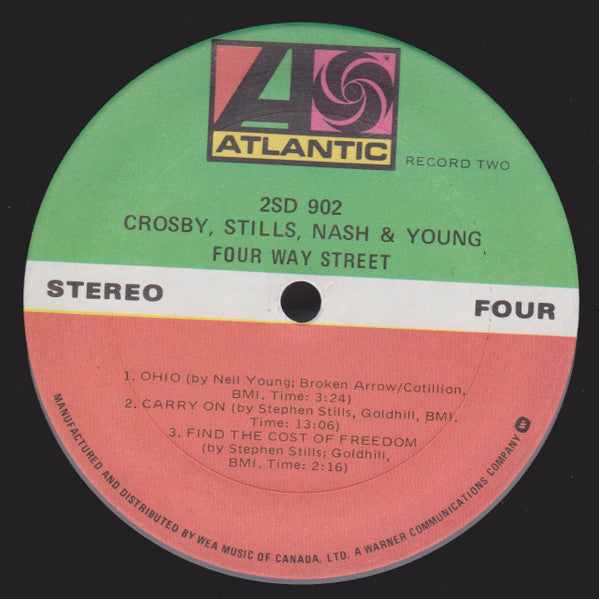 ATLANTIC
RECORD TWO
2SD 902
CROSBY, STILLS, NASH & YOUNG
FOUR WAY STREET
STEREO
FOUR
1. OHIO (by Neil Young; Broken Arrow/Cotillion,
BMI. Time: 3:24)
2. CARRY ON (by Stephen Stills, Goldhill, BMI.
Time: 13:06)
3. FIND THE COST OF FREEDOM
(by Stephen Stills; Goldhill,
BMI. Time: 2:16)
MANUFACTURED AND DISTRIBUTED BY WEA MUSIC OF CANADA, LTD. A WARNER COMMUNICATIONS COMPANY